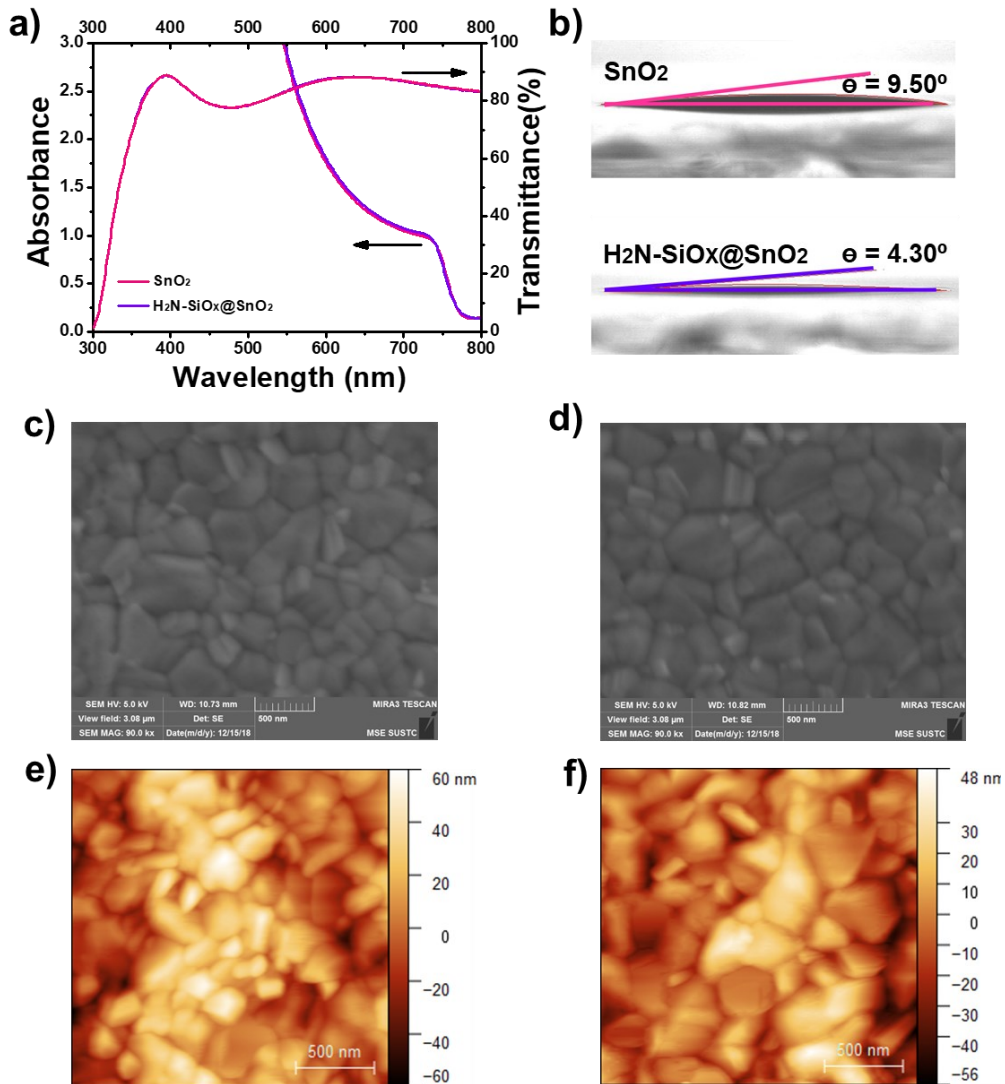 a)
300 400 500 600 700 800
3.0
2.5
2.0
1.5
1.0
0.5
0.0
Absorbance
100
80
60
40
20
0
Transmittance(%)
SnO2
H2N-SiOx@SnO2
300 400 500 600 700 800
Wavelength (nm)
b)
SnO2
ɵ = 9.50º
H2N-SiOx@SnO2
ɵ = 4.30º
c)
SEM HV: 5.0 kV WD: 10.73 mm MIRA3 TESCAN
View field: 3.08 µm Det: SE 500 nm
SEM MAG: 90.0 kx Date(m/d/y): 12/15/18 MSE SUSTC
d)
SEM HV: 5.0 kV WD: 10.82 mm MIRA3 TESCAN
View field: 3.08 µm Det: SE 500 nm
SEM MAG: 90.0 kx Date(m/d/y): 12/15/18 MSE SUSTC
e)
60 nm
40
20
0
−20
−40
−60
500 nm
f)
48 nm
30
20
10
0
−10
−20
−30
−40
−56
500 nm